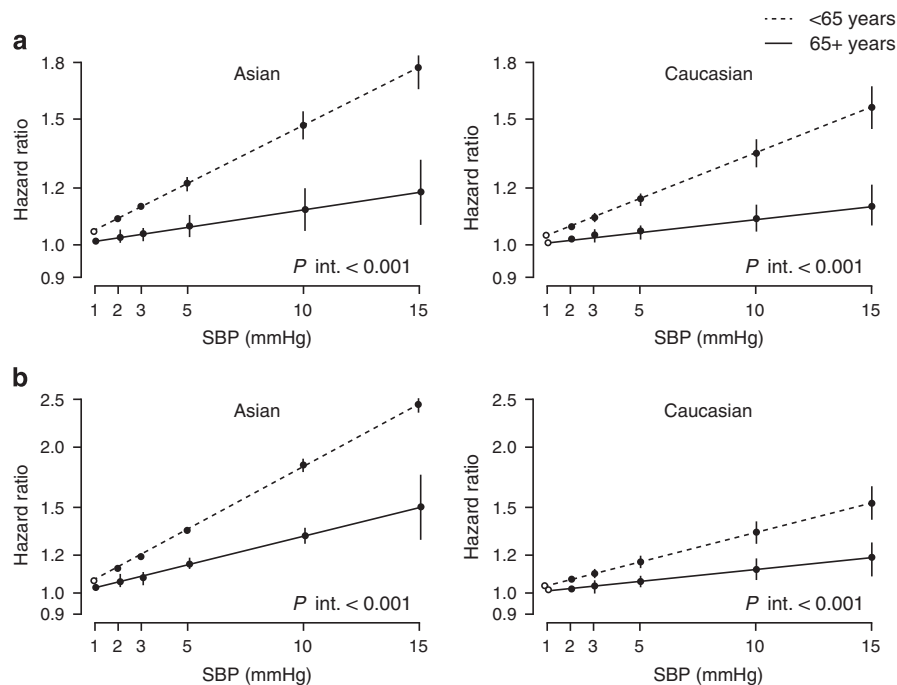 <65 years
65+ years
a
Asian
Caucasian
Hazard ratio
1.8
1.5
1.2
1.0
0.9
P int. < 0.001
1 2 3 5 10 15
SBP (mmHg)
Hazard ratio
1.8
1.5
1.2
1.0
0.9
P int. < 0.001
1 2 3 5 10 15
SBP (mmHg)
b
Asian
Caucasian
Hazard ratio
2.5
2.0
1.5
1.2
1.0
0.9
P int. < 0.001
1 2 3 5 10 15
SBP (mmHg)
Hazard ratio
2.5
2.0
1.5
1.2
1.0
0.9
P int. < 0.001
1 2 3 5 10 15
SBP (mmHg)